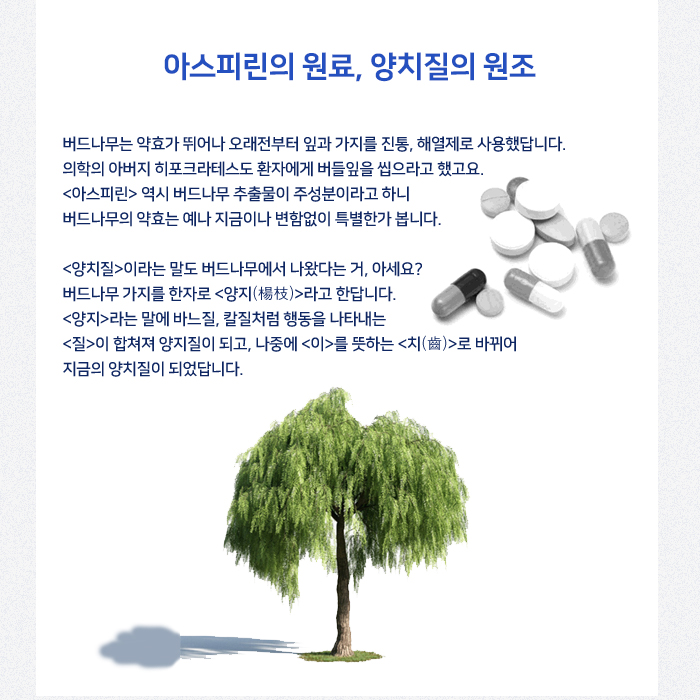 아스피린의 원료, 양치질의 원조
버드나무는 약효가 뛰어나 오래전부터 잎과 가지를 진통, 해열제로 사용했답니다.
의학의 아버지 히포크라테스도 환자에게 버들잎을 씹으라고 했고요.
<아스피린> 역시 버드나무 추출물이 주성분이라고 하니
버드나무의 약효는 예나 지금이나 변함없이 특별한가 봅니다.
<양치질>이라는 말도 버드나무에서 나왔다는 거, 아세요?
버드나무 가지를 한자로 <양지(楊枝)>라고 한답니다.
<양지>라는 말에 바느질, 칼질처럼 행동을 나타내는
<질>이 합쳐져 양지질이 되고, 나중에 <이>를 뜻하는 <치(齒)>로 바뀌어
지금의 양치질이 되었답니다.